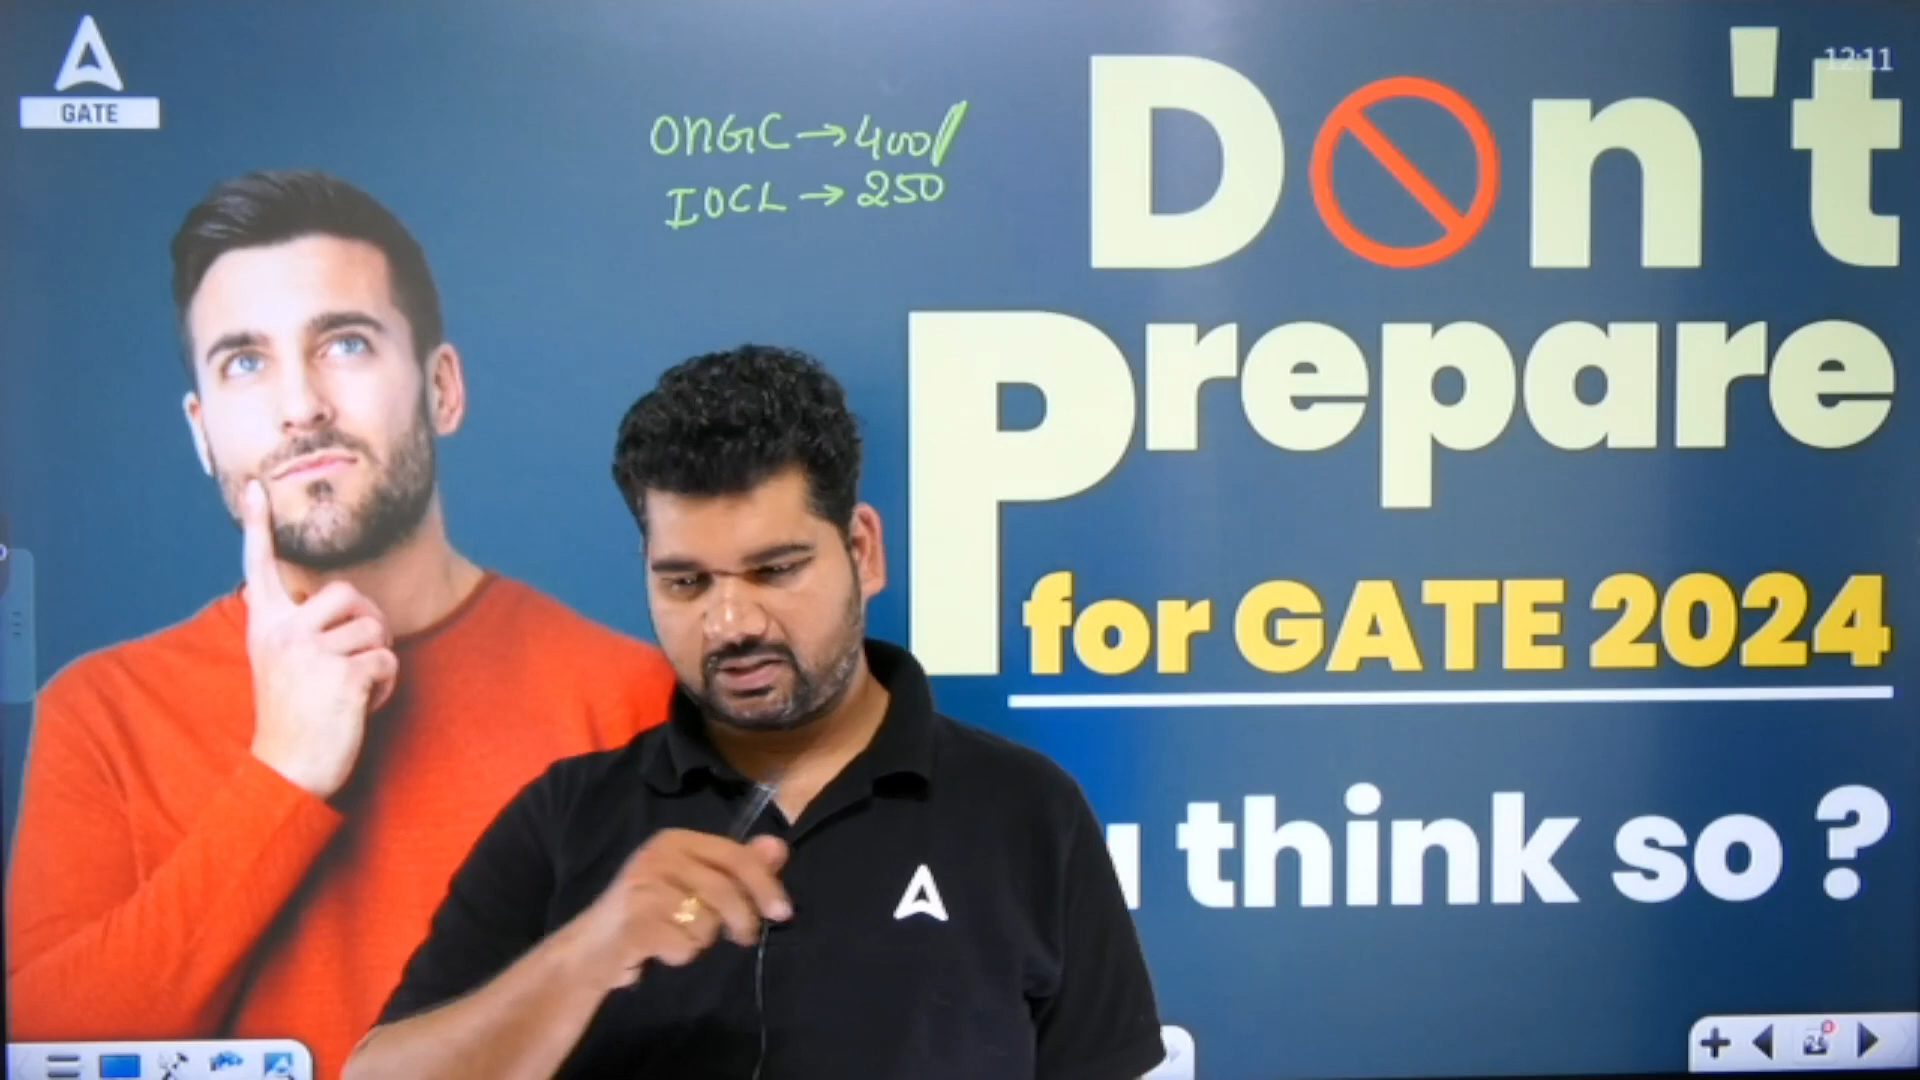 GATE
12:11
ONGC → 400
IOCL → 250
Don't
Prepare
for GATE 2024
think so ?